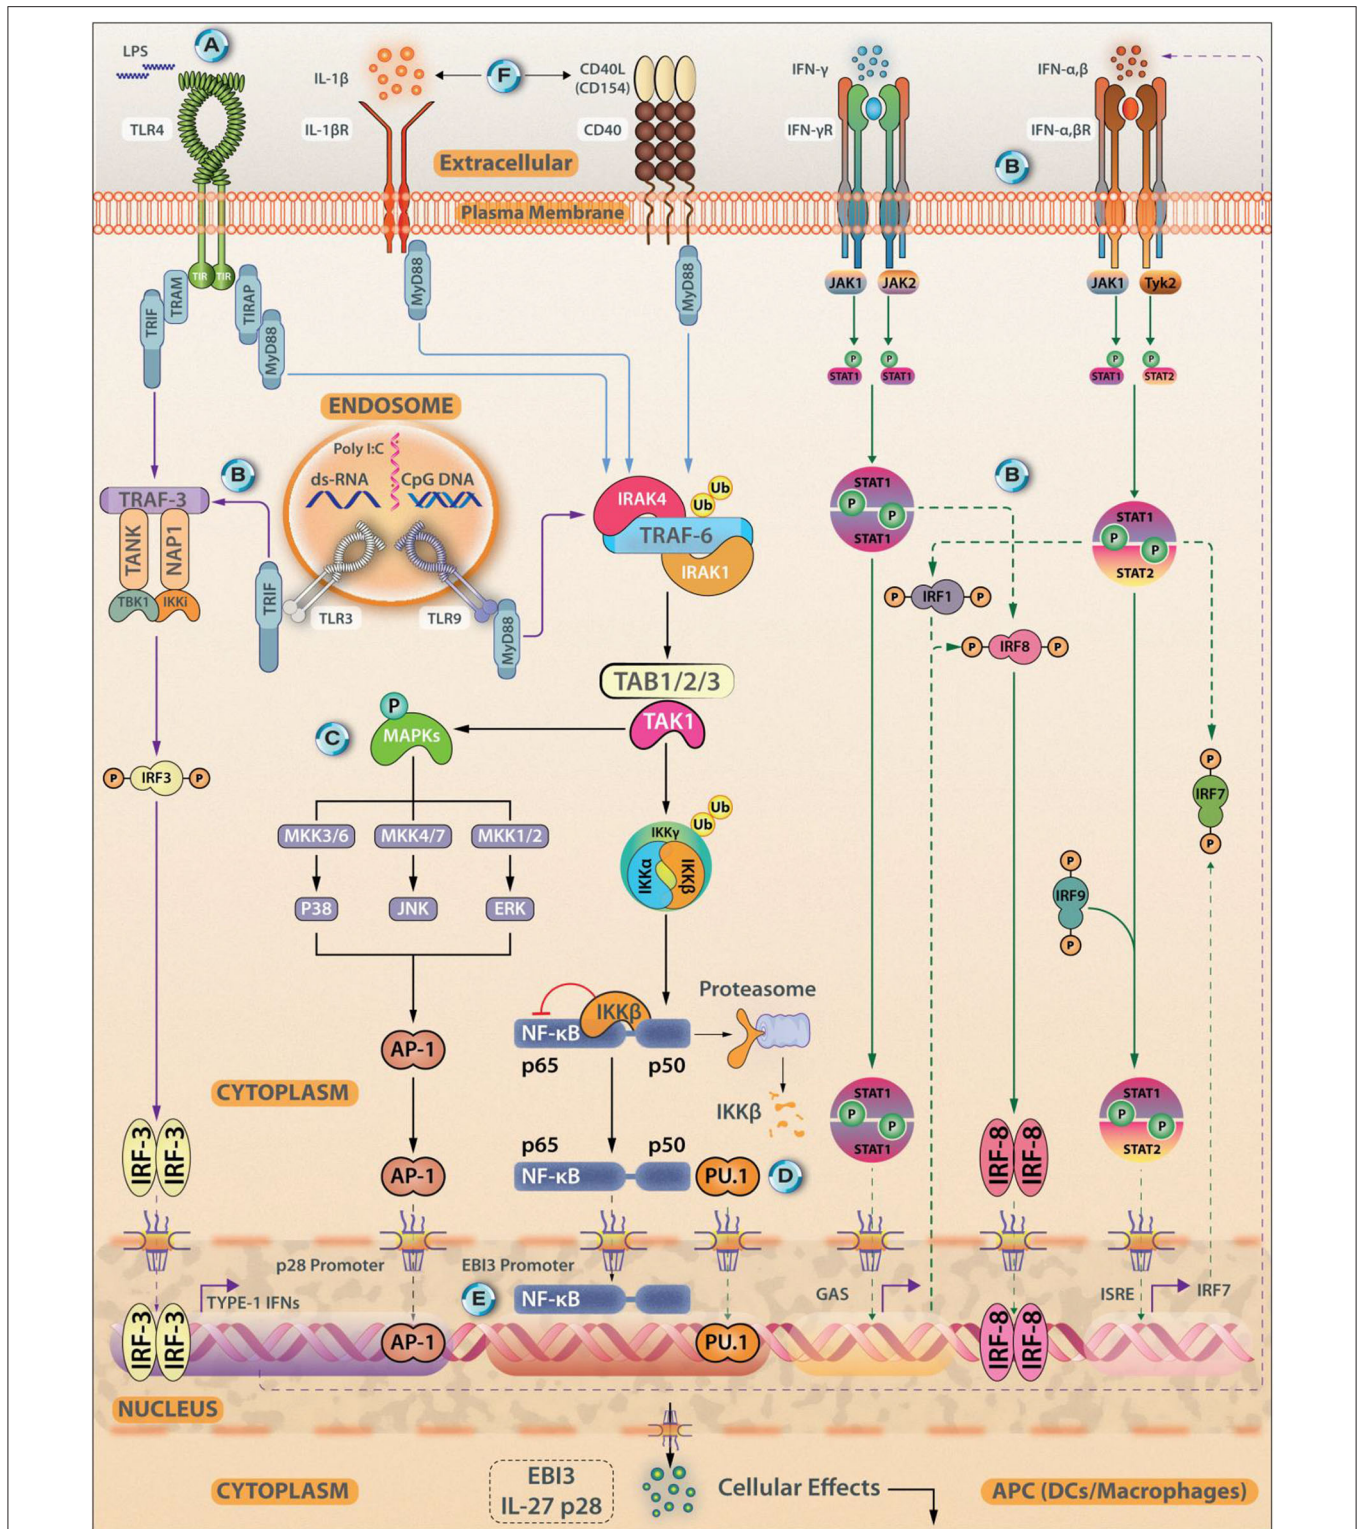 A
LPS
TLR4
TIR
TIR
IL-1β
IL-1βR
F
CD40L
(CD154)
CD40
IFN-γ
IFN-γR
IFN-α,β
IFN-α,βR
B
Extracellular
Plasma Membrane
TRIF
TRAM
TIRAP
MyD88
MyD88
MyD88
JAK1
JAK2
JAK1
Tyk2
P
P
STAT1
STAT1
P
P
STAT1
STAT2
ENDOSOME
Poly I:C
ds-RNA
CpG DNA
TLR3
TLR9
B
TRAF-3
TANK
NAP1
TBK1
IKKi
TRIF
MyD88
IRAK4
Ub
Ub
TRAF-6
IRAK1
STAT1
P
P
STAT1
B
STAT1
P
P
STAT2
P
IRF1
P
P
IRF8
P
TAB1/2/3
TAK1
P
MAPKs
C
P
IRF3
P
P
IRF7
P
MKK3/6
MKK4/7
MKK1/2
P38
JNK
ERK
Ub
Ub
IKKγ
IKKα
IKKβ
P
IRF9
P
IKKβ
NF-κB
p65
p50
Proteasome
IKKβ
AP-1
CYTOPLASM
STAT1
P
P
STAT1
STAT1
P
P
STAT2
IRF-3
IRF-3
AP-1
p65
p50
NF-κB
PU.1
D
IRF-8
IRF-8
p28 Promoter
TYPE-1 IFNs
EBI3 Promoter
E
NF-κB
GAS
ISRE
IRF7
IRF-3
IRF-3
AP-1
PU.1
IRF-8
IRF-8
NUCLEUS
CYTOPLASM
EBI3
IL-27 p28
Cellular Effects
APC (DCs/Macrophages)